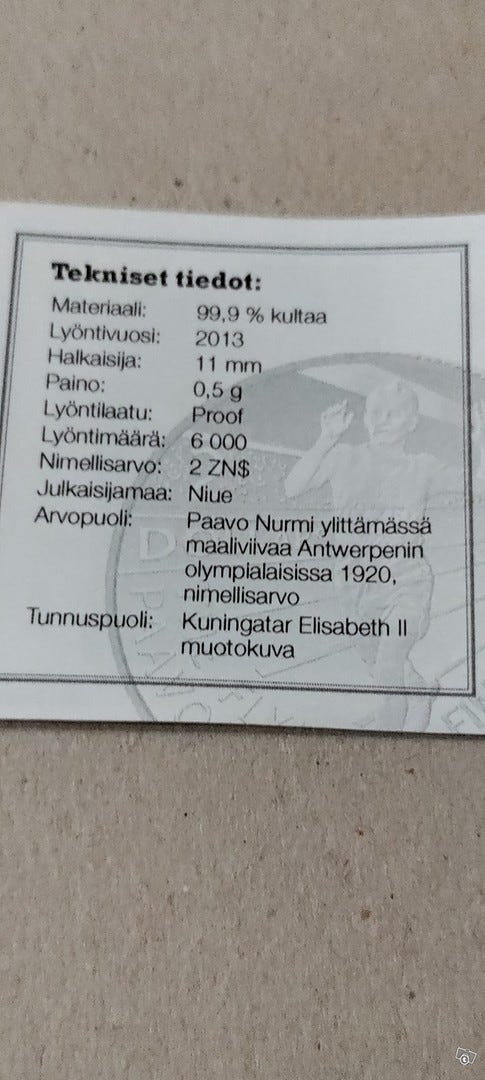 Tekniset tiedot:
Materiaali: 99,9 % kultaa
Lyöntivuosi: 2013
Halkaisija: 11 mm
Paino: 0,5 g
Lyöntilaatu: Proof
Lyöntimäärä: 6 000
Nimellisarvo: 2 ZN$
Julkaisijamaa: Niue
Arvopuoli: Paavo Nurmi ylittämässä
maaliviivaa Antwerpenin
olympialaisissa 1920,
nimellisarvo
Tunnuspuoli: Kuningatar Elisabeth II
muotokuva